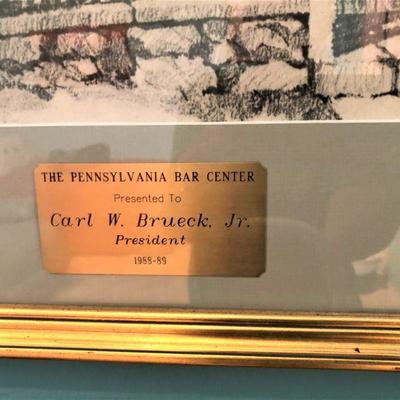 THE PENNSYLVANIA BAR CENTER
Presented To
Carl W. Brueck, Jr.
President
1988-89